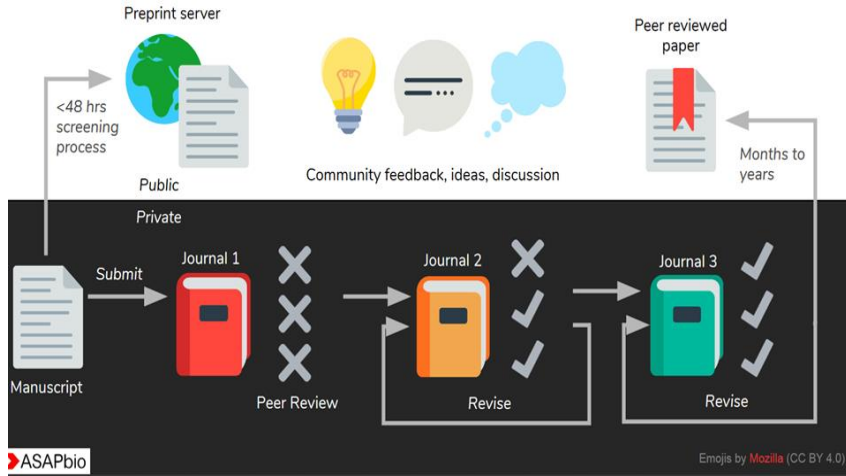 Preprint server
Peer reviewed
paper
<48 hrs
screening
process
Community feedback, ideas, discussion
Months to
years
Public
Private
Submit
Journal 1
Journal 2
Journal 3
Manuscript
Peer Review
Revise
Revise
ASAPbio
Emojis by Mozilla (CC BY 4.0)